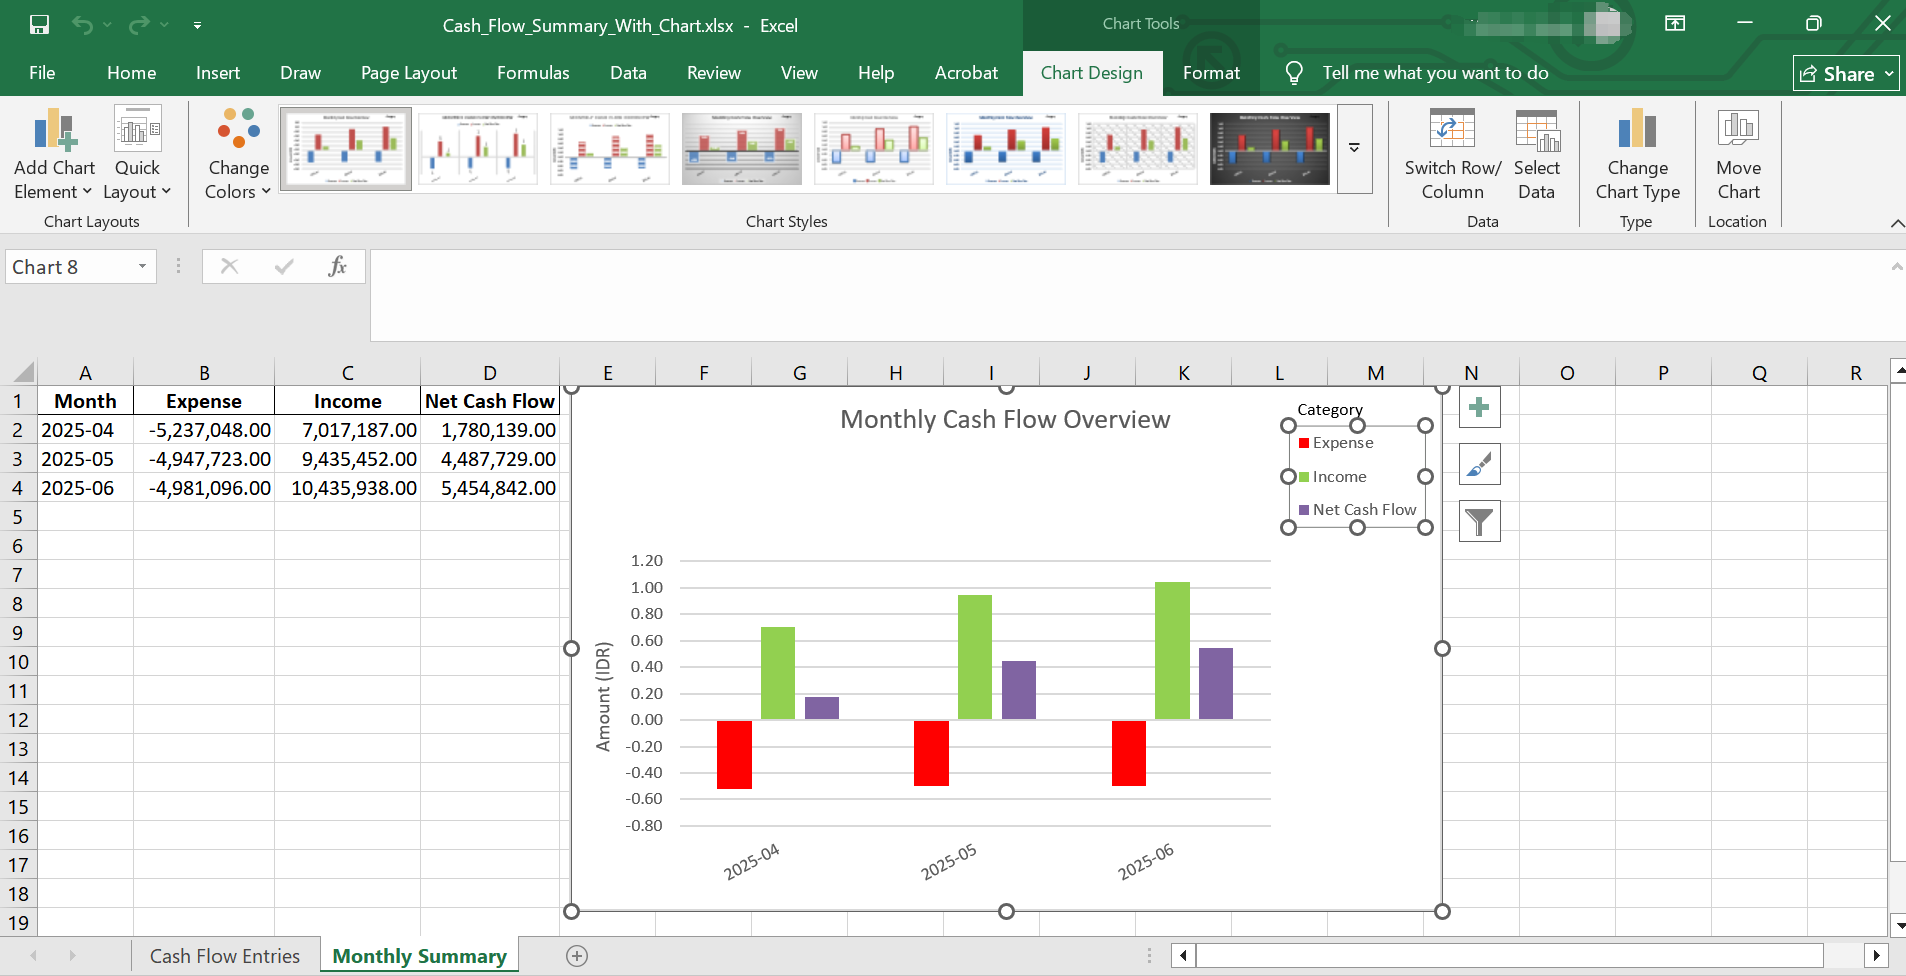 Cash_Flow_Summary_With_Chart.xlsx - Excel
Chart Tools
File Home Insert Draw Page Layout Formulas Data Review View Help Acrobat Chart Design Format Tell me what you want to do Share
Add Chart Element
Quick Layout
Change Colors
Switch Row/ Column
Select Data
Change Chart Type
Move Chart
Chart Layouts Chart Styles Data Type Location
Chart 8 fx
A B C D E F G H I J K L M N O P Q R
1 Month Expense Income Net Cash Flow
2 2025-04 -5,237,048.00 7,017,187.00 1,780,139.00
3 2025-05 -4,947,723.00 9,435,452.00 4,487,729.00
4 2025-06 -4,981,096.00 10,435,938.00 5,454,842.00
5
6
7
8
9
10
11
12
13
14
15
16
17
18
19
Monthly Cash Flow Overview
Category
Expense
Income
Net Cash Flow
Amount (IDR)
1.20
1.00
0.80
0.60
0.40
0.20
0.00
-0.20
-0.40
-0.60
-0.80
2025-04 2025-05 2025-06
Cash Flow Entries Monthly Summary